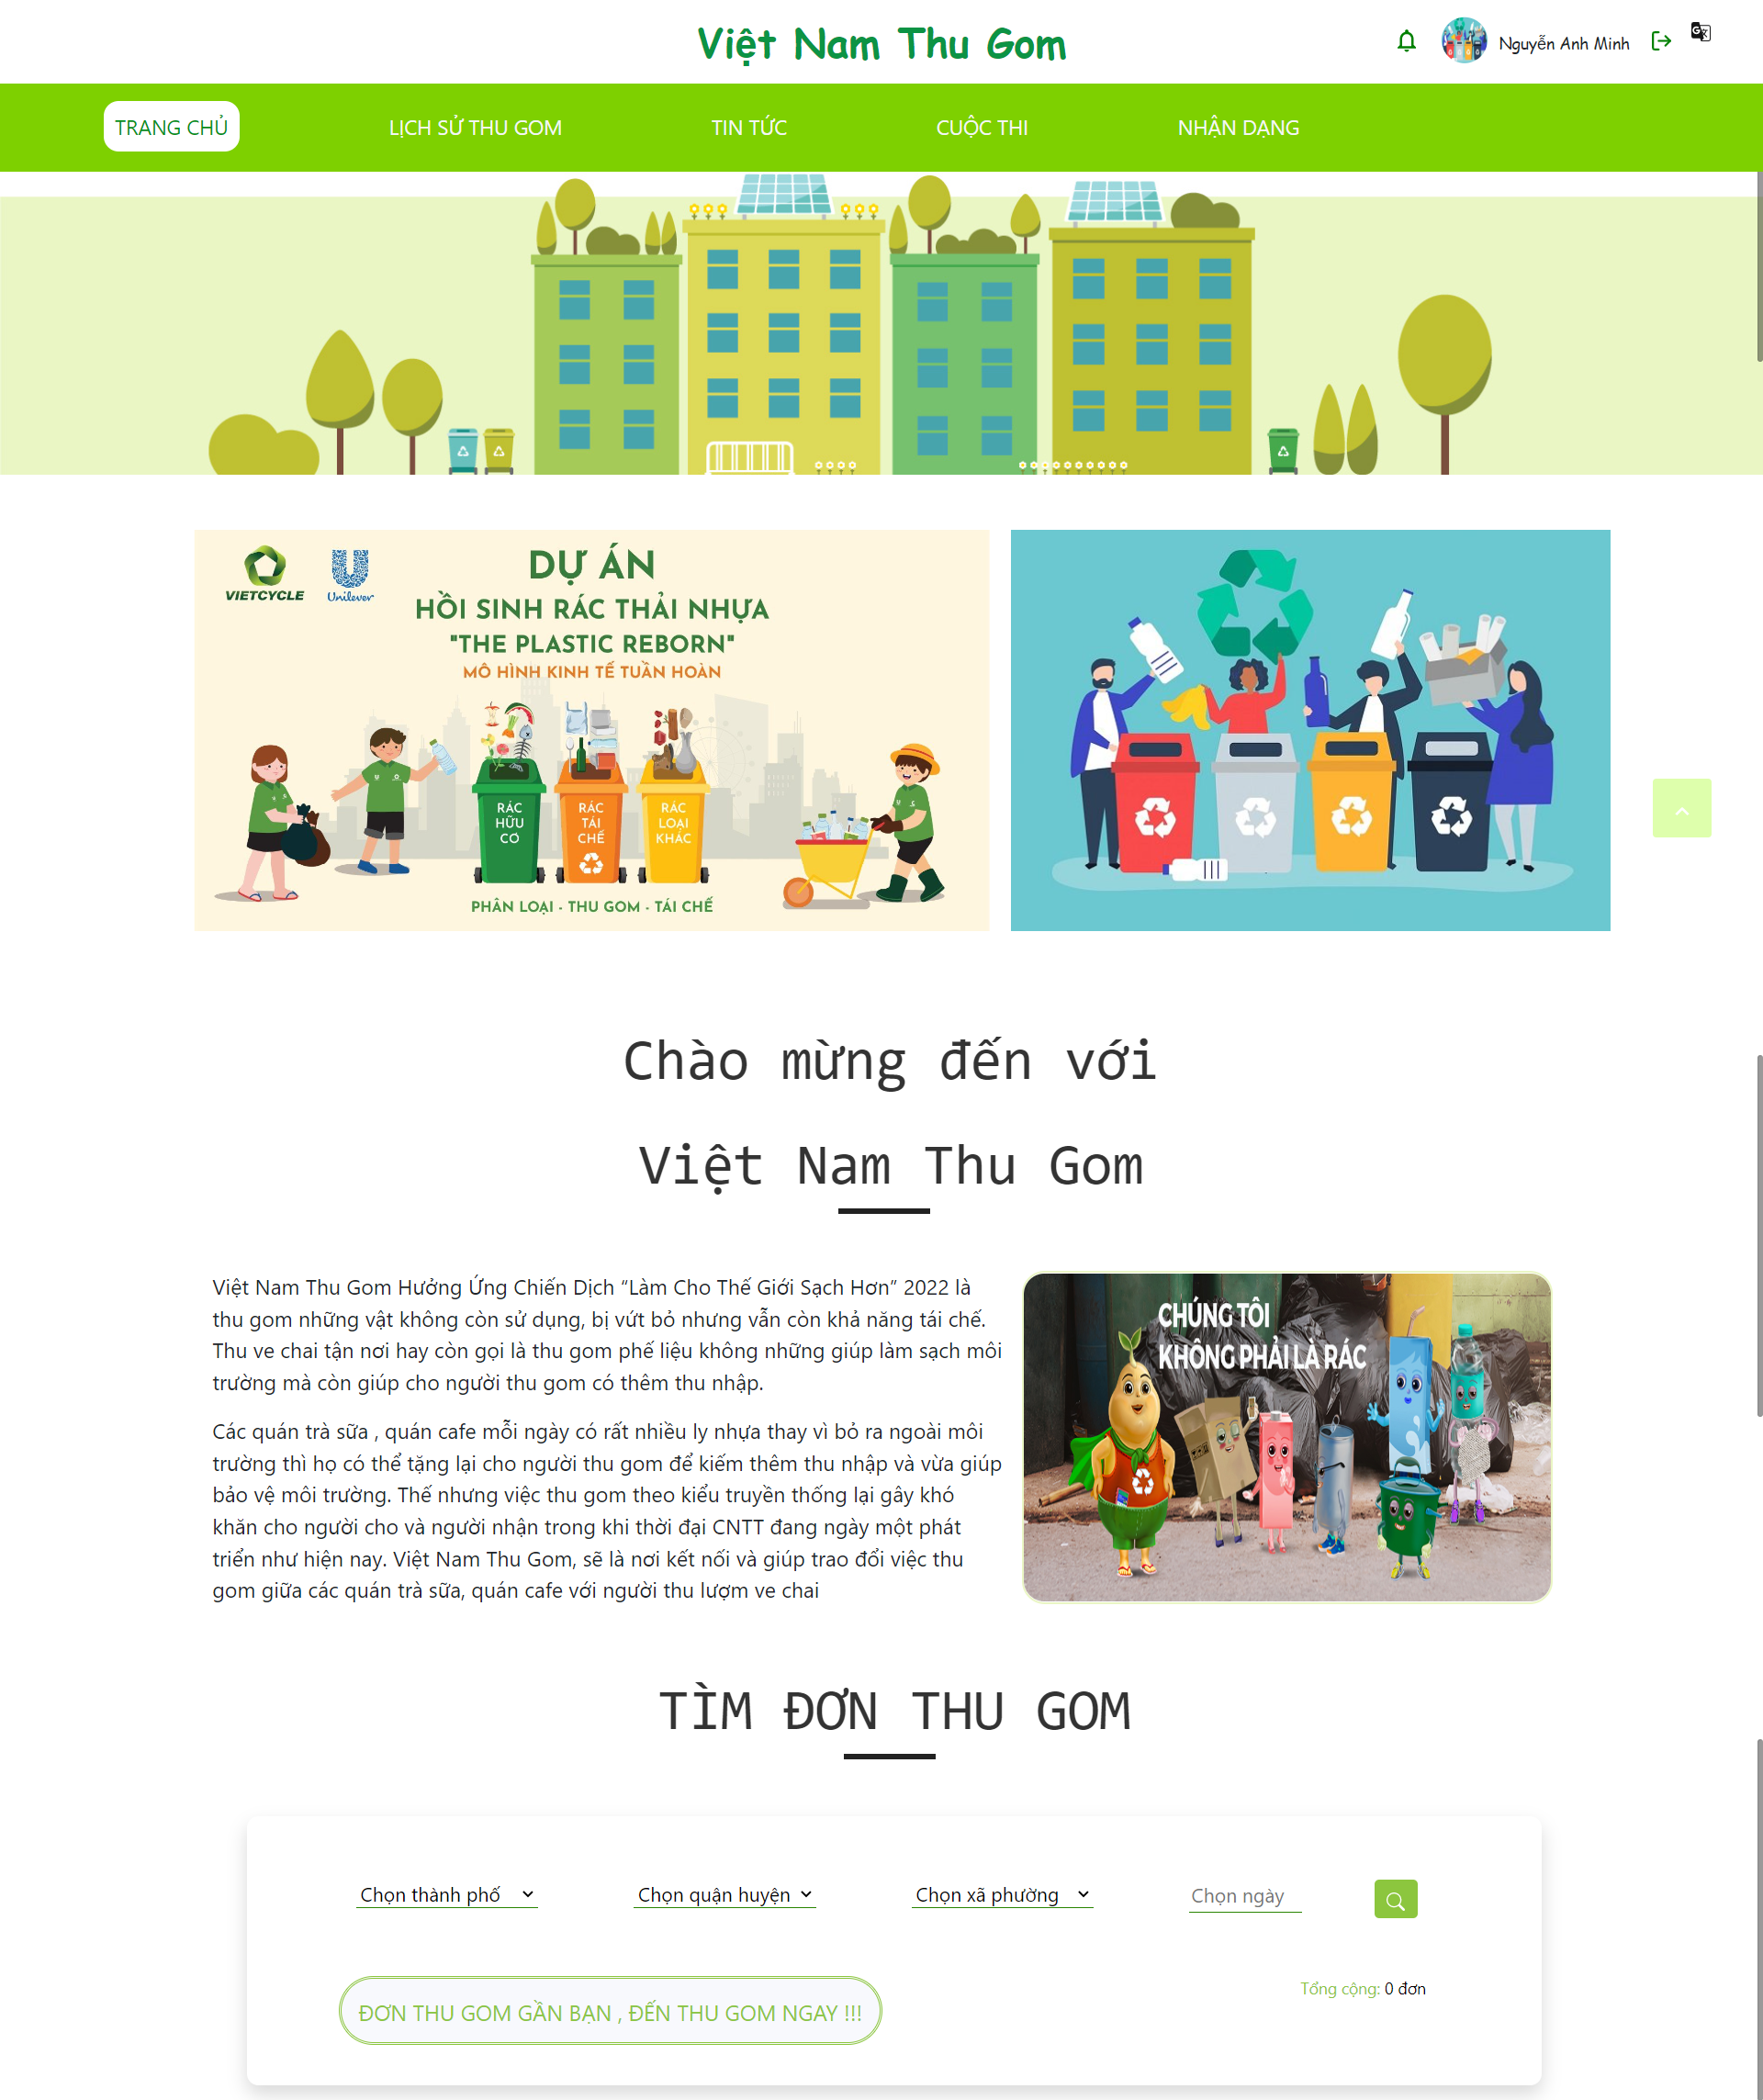 Việt Nam Thu Gom
Nguyễn Anh Minh
TRANG CHỦ
LỊCH SỬ THU GOM
TIN TỨC
CUỘC THI
NHẬN DẠNG
VIETCYCLE
Unilever
DỰ ÁN
HỒI SINH RÁC THẢI NHỰA
"THE PLASTIC REBORN"
MÔ HÌNH KINH TẾ TUẦN HOÀN
RÁC HỮU CƠ
RÁC TÁI CHẾ
RÁC LOẠI KHÁC
PHÂN LOẠI - THU GOM - TÁI CHẾ
Chào mừng đến với
Việt Nam Thu Gom
Việt Nam Thu Gom Hưởng Ứng Chiến Dịch “Làm Cho Thế Giới Sạch Hơn” 2022 là
thu gom những vật không còn sử dụng, bị vứt bỏ nhưng vẫn còn khả năng tái chế.
Thu ve chai tận nơi hay còn gọi là thu gom phế liệu không những giúp làm sạch môi
trường mà còn giúp cho người thu gom có thêm thu nhập.
Các quán trà sữa , quán cafe mỗi ngày có rất nhiều ly nhựa thay vì bỏ ra ngoài môi
trường thì họ có thể tặng lại cho người thu gom để kiếm thêm thu nhập và vừa giúp
bảo vệ môi trường. Thế nhưng việc thu gom theo kiểu truyền thống lại gây khó
khăn cho người cho và người nhận trong khi thời đại CNTT đang ngày một phát
triển như hiện nay. Việt Nam Thu Gom, sẽ là nơi kết nối và giúp trao đổi việc thu
gom giữa các quán trà sữa, quán cafe với người thu lượm ve chai
CHÚNG TÔI
KHÔNG PHẢI LÀ RÁC
TÌM ĐƠN THU GOM
Chọn thành phố
Chọn quận huyện
Chọn xã phường
Chọn ngày
Tổng cộng: 0 đơn
ĐƠN THU GOM GẦN BẠN , ĐẾN THU GOM NGAY !!!